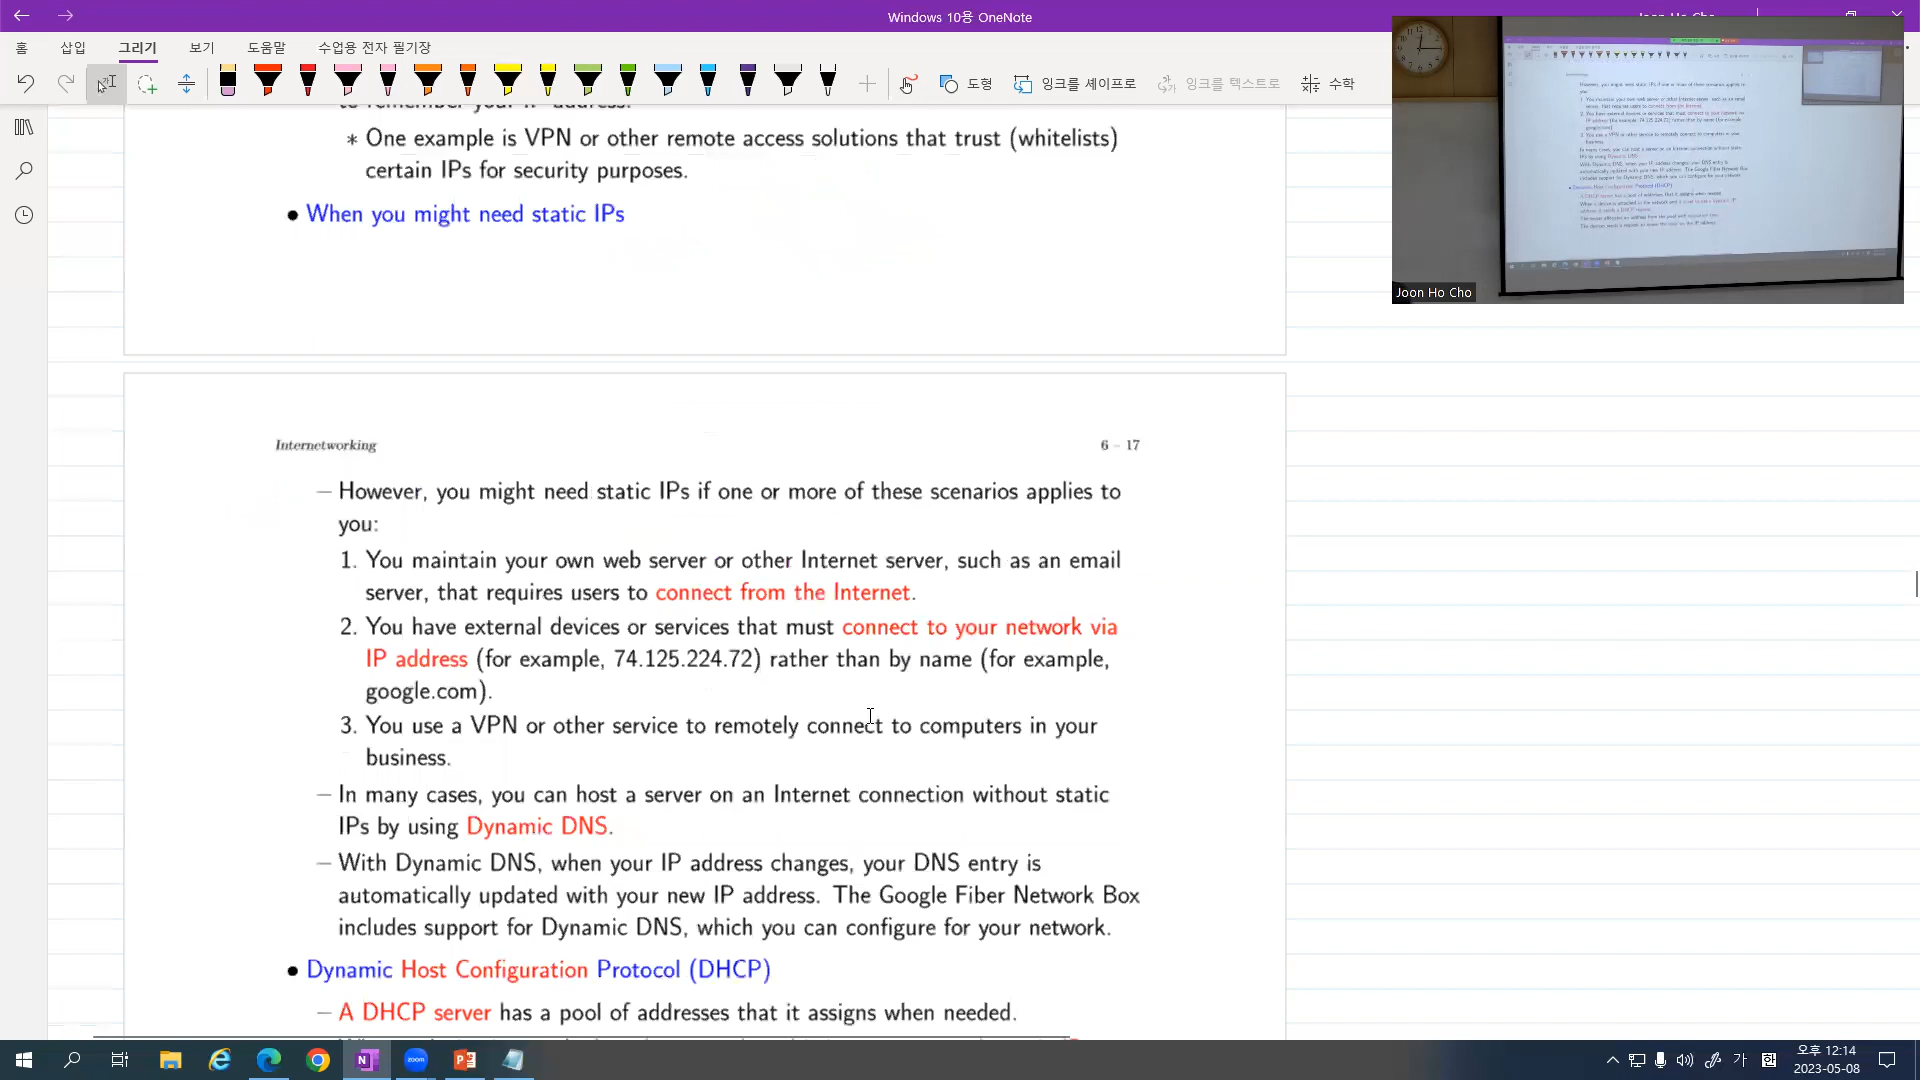 Windows 10용 OneNote
홈 삽입 그리기 보기 도움말 수업용 전자 필기장
도형 잉크를 셰이프로 잉크를 텍스트로 수학
Joon Ho Cho
∗ One example is VPN or other remote access solutions that trust (whitelists)
certain IPs for security purposes.
● When you might need static IPs
Internetworking 6 – 17
– However, you might need static IPs if one or more of these scenarios applies to
you:
1. You maintain your own web server or other Internet server, such as an email
server, that requires users to connect from the Internet.
2. You have external devices or services that must connect to your network via
IP address (for example, 74.125.224.72) rather than by name (for example,
google.com).
3. You use a VPN or other service to remotely connect to computers in your
business.
– In many cases, you can host a server on an Internet connection without static
IPs by using Dynamic DNS.
– With Dynamic DNS, when your IP address changes, your DNS entry is
automatically updated with your new IP address. The Google Fiber Network Box
includes support for Dynamic DNS, which you can configure for your network.
● Dynamic Host Configuration Protocol (DHCP)
– A DHCP server has a pool of addresses that it assigns when needed.
가 한 오후 12:14
2023-05-08